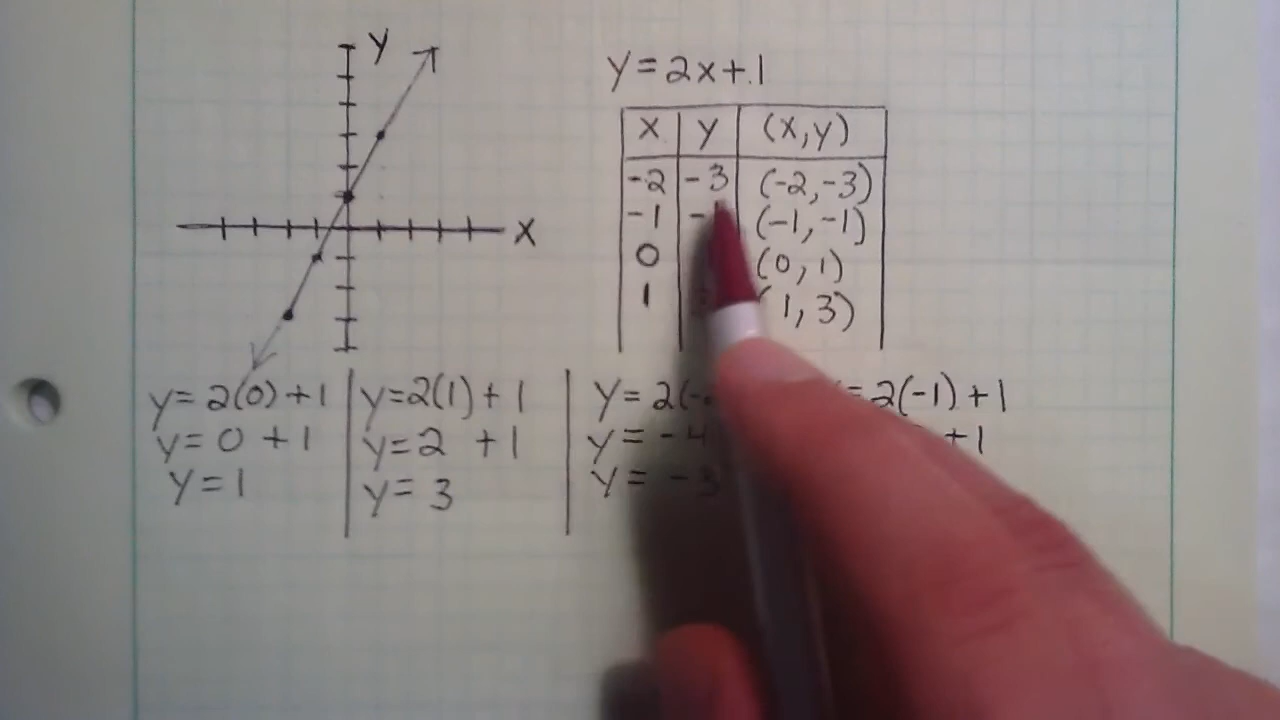 Y
X
y=2x+1
x y (x,y)
-2 -3 (-2,-3)
-1 (-1,-1)
0 (0,1)
1 (1,3)
y=2(0)+1 y=2(1)+1 y=2(- =2(-1)+1
y=0+1 y=2+1 y=-4 +1
y=1 y=3 y=-3